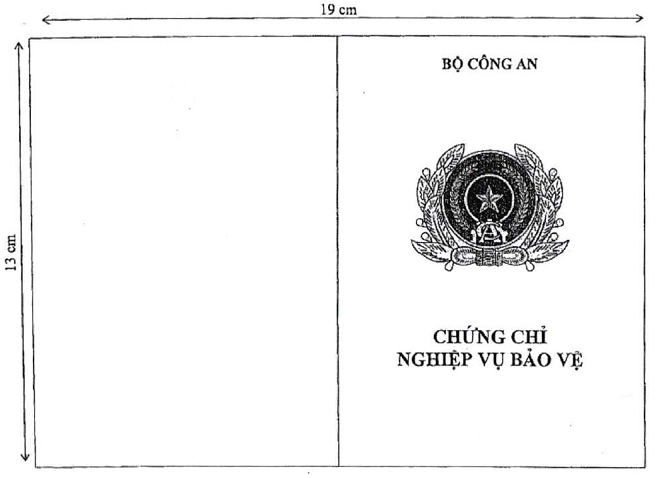 19 cm
BỘ CÔNG AN
13 cm
CHỨNG CHỈ
NGHIỆP VỤ BẢO VỆ